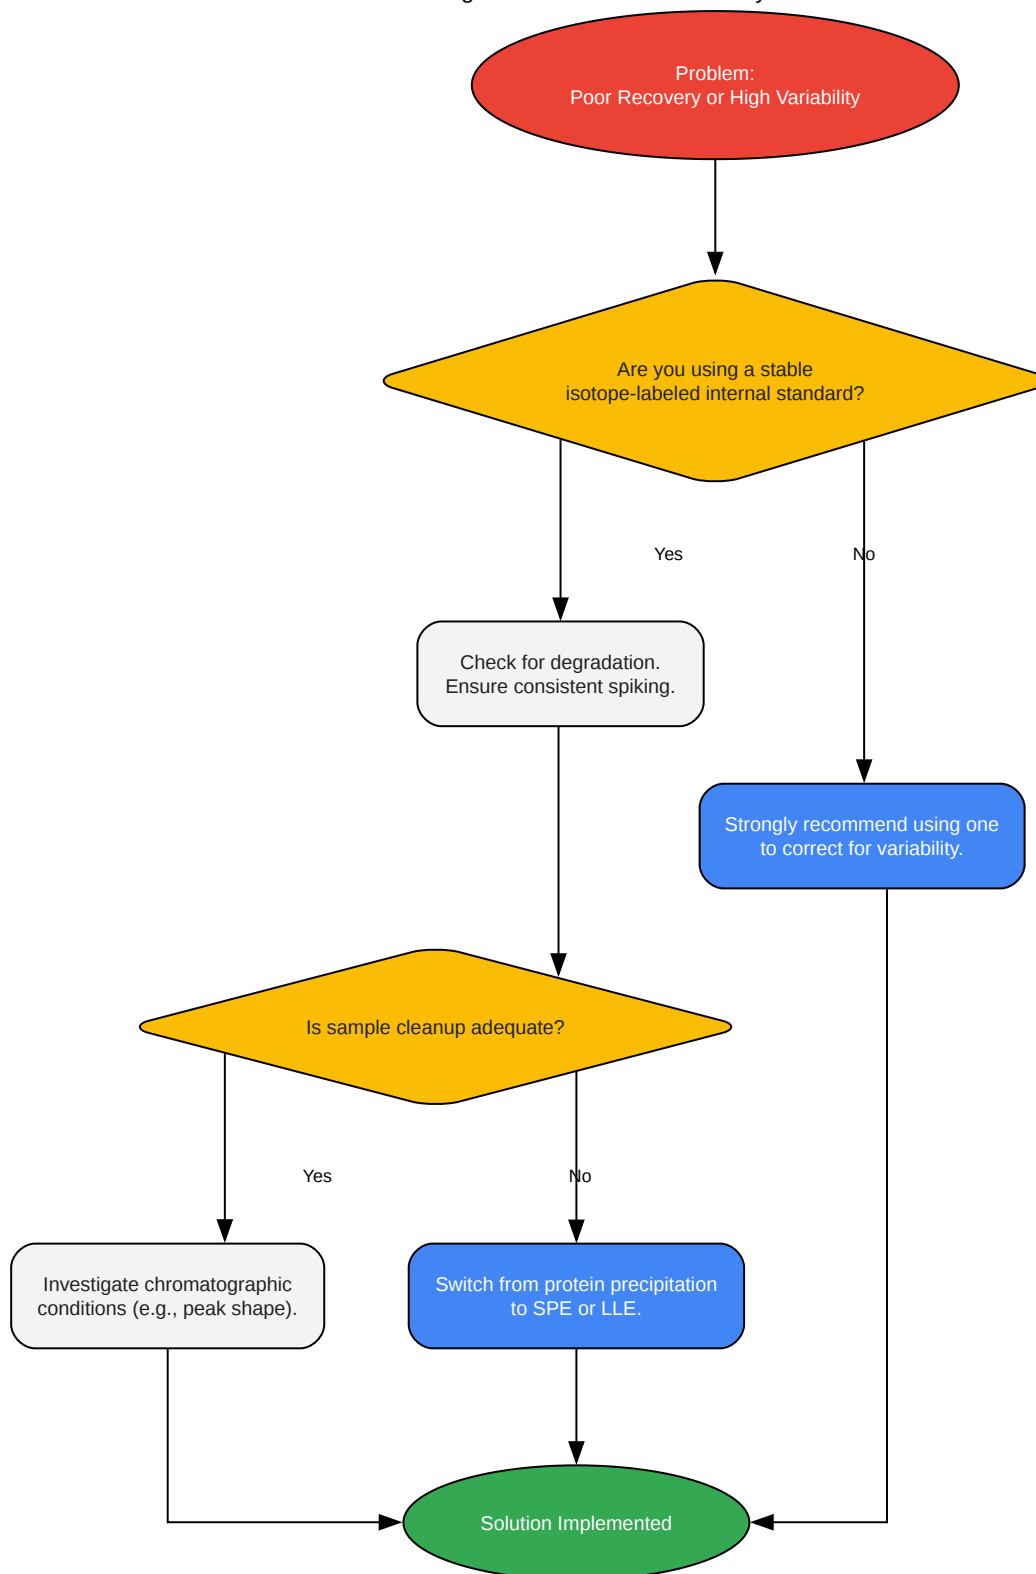 Problem:
Poor Recovery or High Variability
Are you using a stable
isotope-labeled internal standard?
Yes
No
Check for degradation.
Ensure consistent spiking.
Strongly recommend using one
to correct for variability.
Is sample cleanup adequate?
Yes
No
Investigate chromatographic
conditions (e.g., peak shape).
Switch from protein precipitation
to SPE or LLE.
Solution Implemented